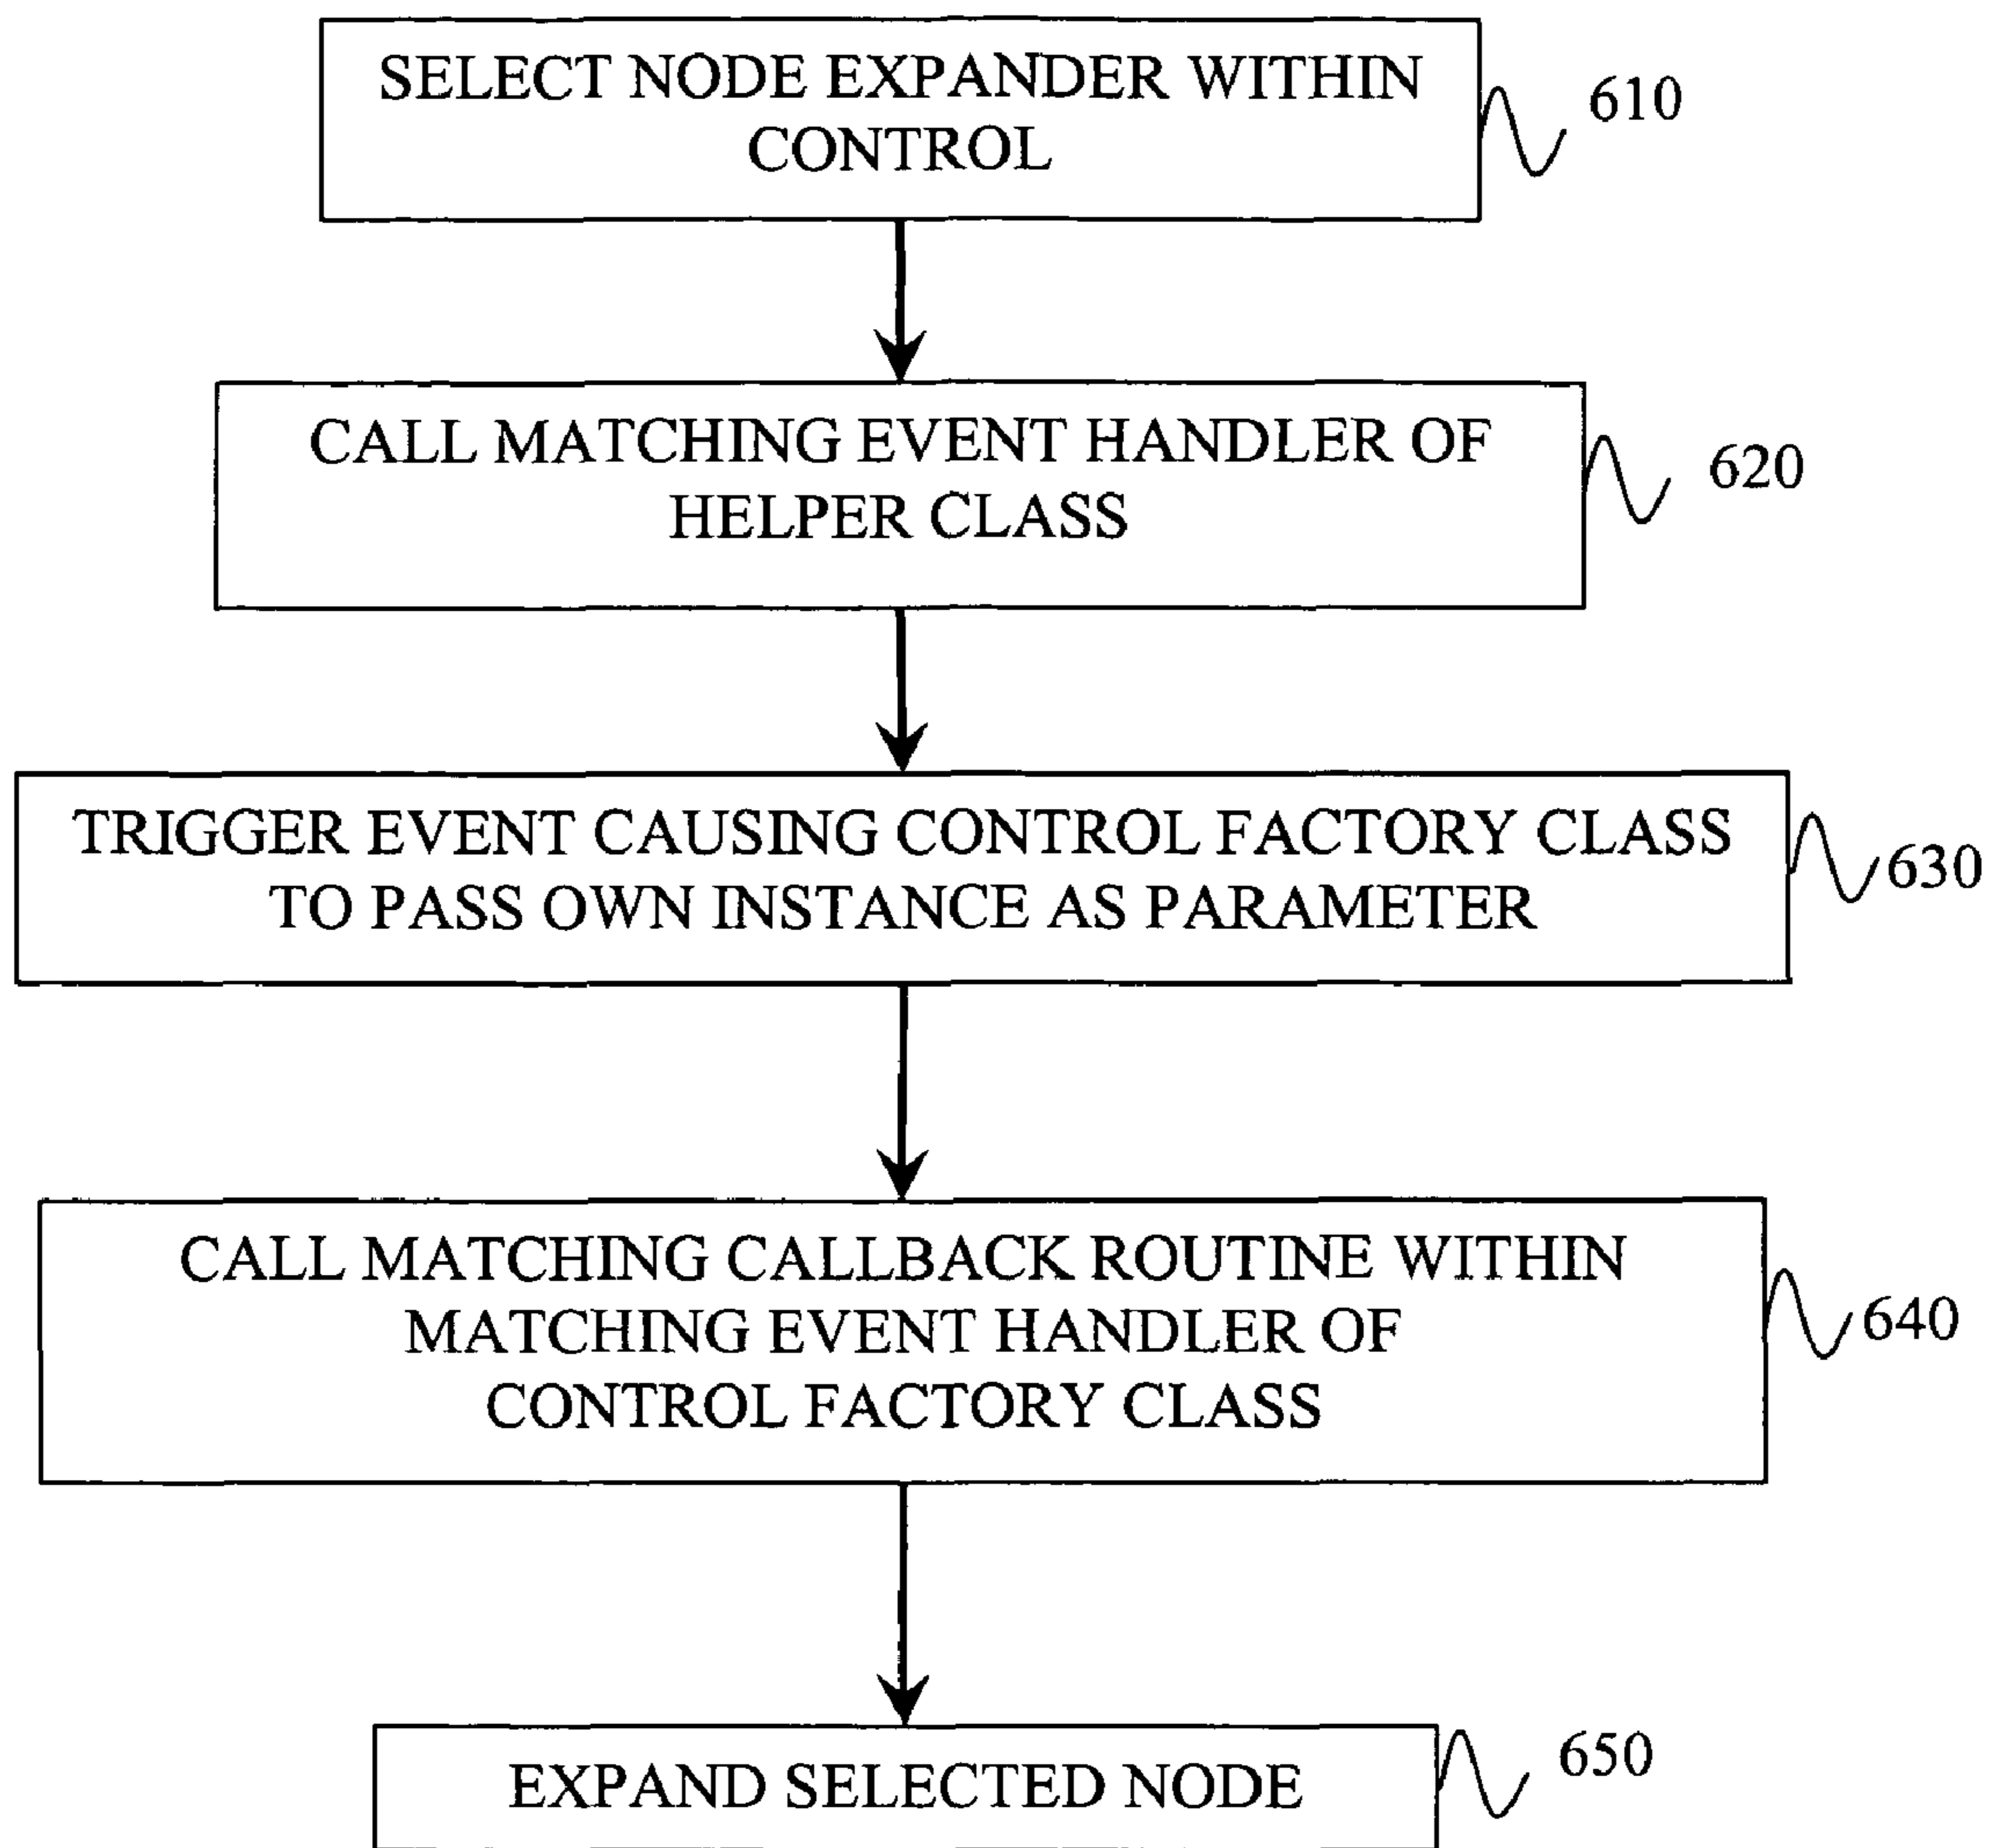 SELECT NODE EXPANDER WITHIN
CONTROL
610
CALL MATCHING EVENT HANDLER OF
HELPER CLASS
620
TRIGGER EVENT CAUSING CONTROL FACTORY CLASS
TO PASS OWN INSTANCE AS PARAMETER
630
CALL MATCHING CALLBACK ROUTINE WITHIN
MATCHING EVENT HANDLER OF
CONTROL FACTORY CLASS
640
EXPAND SELECTED NODE
650